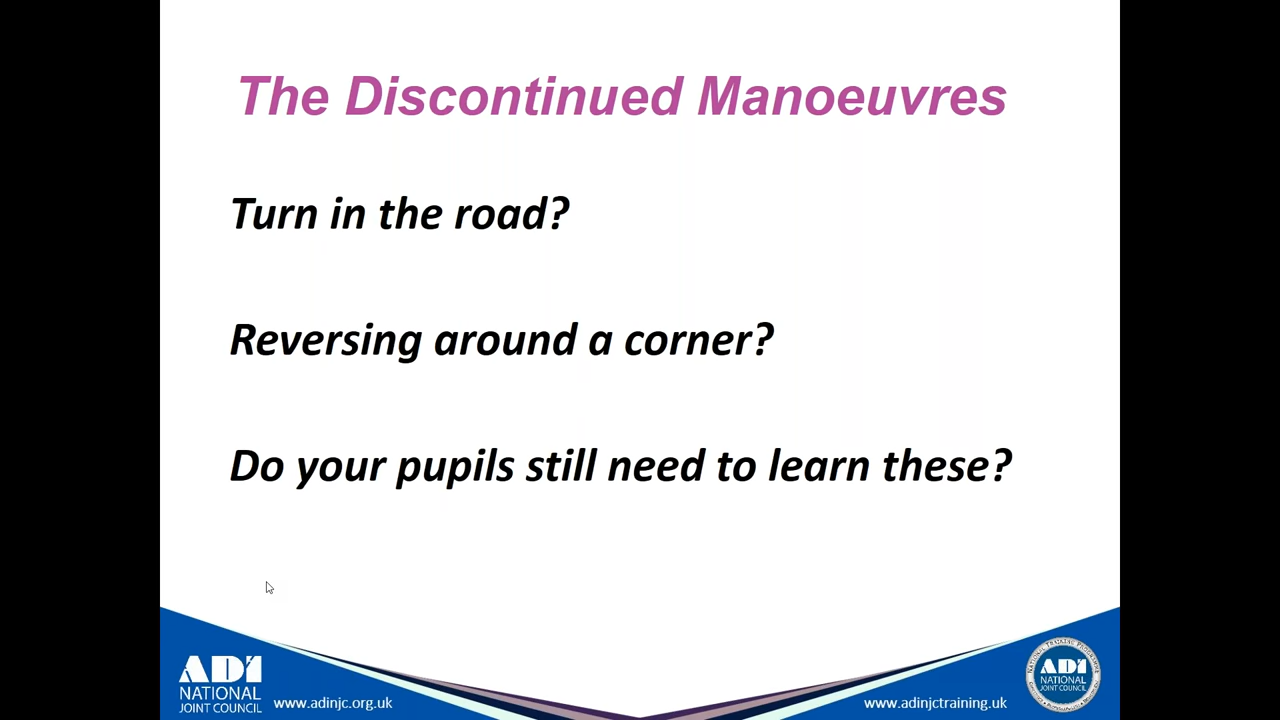 The Discontinued Manoeuvres
Turn in the road?
Reversing around a corner?
Do your pupils still need to learn these?
ADI
NATIONAL
JOINT COUNCIL
www.adinjc.org.uk
www.adinjctraining.uk
ADI
NATIONAL
JOINT COUNCIL